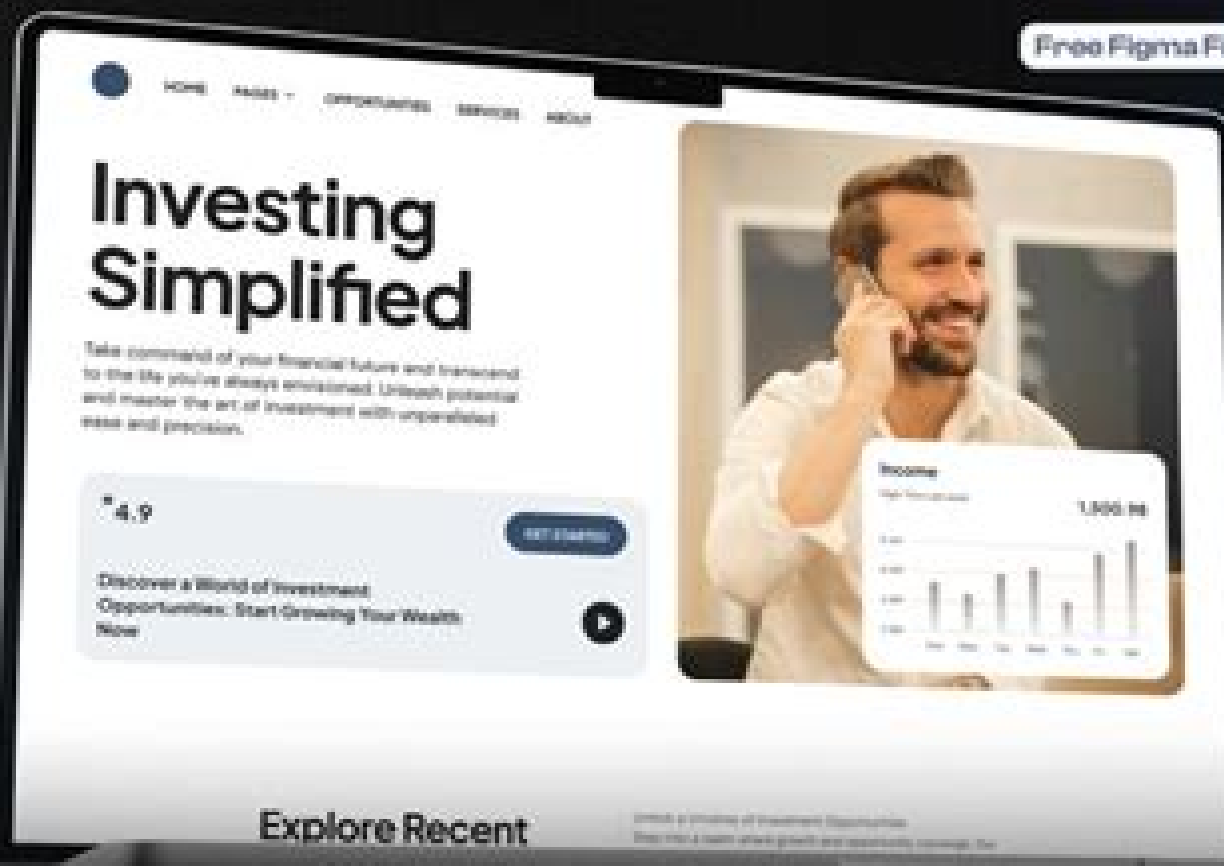 Free Figma
HOME PAGES OPPORTUNITIES SERVICES ABOUT
Investing
Simplified
Take command of your financial future and transcend
to the life you've always envisioned. Unleash potential
and master the art of investment with unparalleled
ease and precision.
4.9
GET STARTED
Discover a World of Investment
Opportunities: Start Growing Your Wealth
Now
Income
Explore Recent